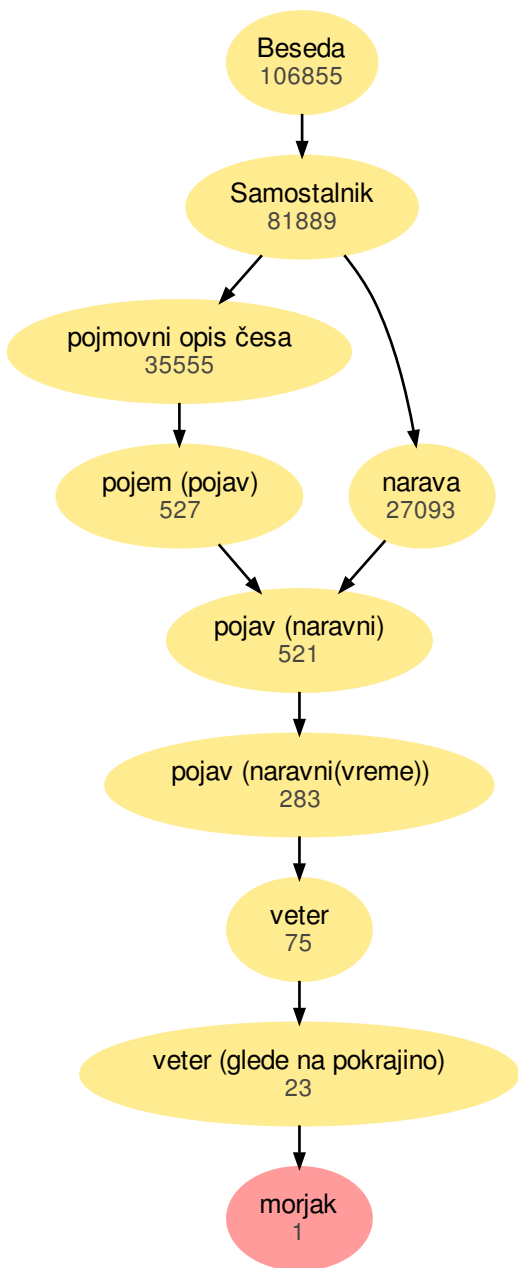 Beseda
106855
Samostalnik
81889
pojmovni opis česa
35555
pojem (pojav)
527
narava
27093
pojav (naravni)
521
pojav (naravni(vreme))
283
veter
75
veter (glede na pokrajino)
23
morjak
1